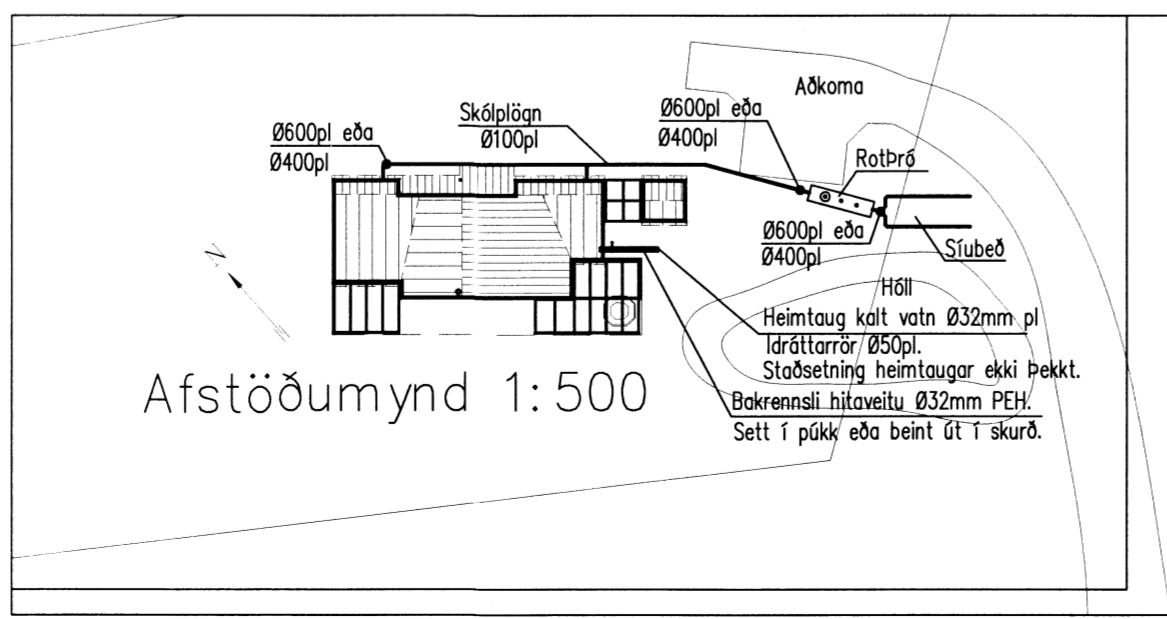 Aðkoma
Ø600pl eða
Ø400pl
Skólplögn
Ø100pl
Ø600pl eða
Ø400pl
Rotþró
Ø600pl eða
Ø400pl
Síubeð
N
Hóll
Heimtaug kalt vatn Ø32mm pl
Idráttarrör Ø50pl.
Staðsetning heimtaugar ekki Þekkt.
Bakrennsli hitaveitu Ø32mm PEH.
Sett í púkk eða beint út í skurð.
Afstöðumynd 1:500